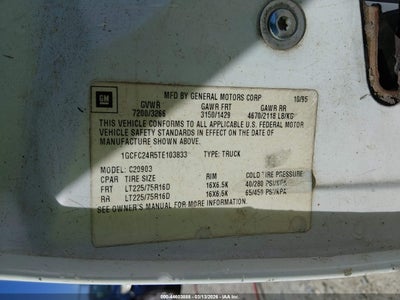 GM
MFD BY GENERAL MOTORS CORP 10/95
GVWR GAWR FRT GAWR RR
7200/3266 3150/1429 4670/2118 LB/KG
THIS VEHICLE CONFORMS TO ALL APPLICABLE U.S. FEDERAL MOTOR
VEHICLE SAFETY STANDARDS IN EFFECT ON THE DATE OF
MANUFACTURE SHOWN ABOVE.
1GCFC24R5TE103833 TYPE: TRUCK
MODEL: C20903
CPAR TIRE SIZE RIM COLD TIRE PRESSURE
FRT LT225/75R16D 16X6.5K 40/280 PSI/KPA
RR LT225/75R16D 16X6.5K 65/450 PSI/KPA
SEE OWNER'S MANUAL FOR MORE INFORMATION.